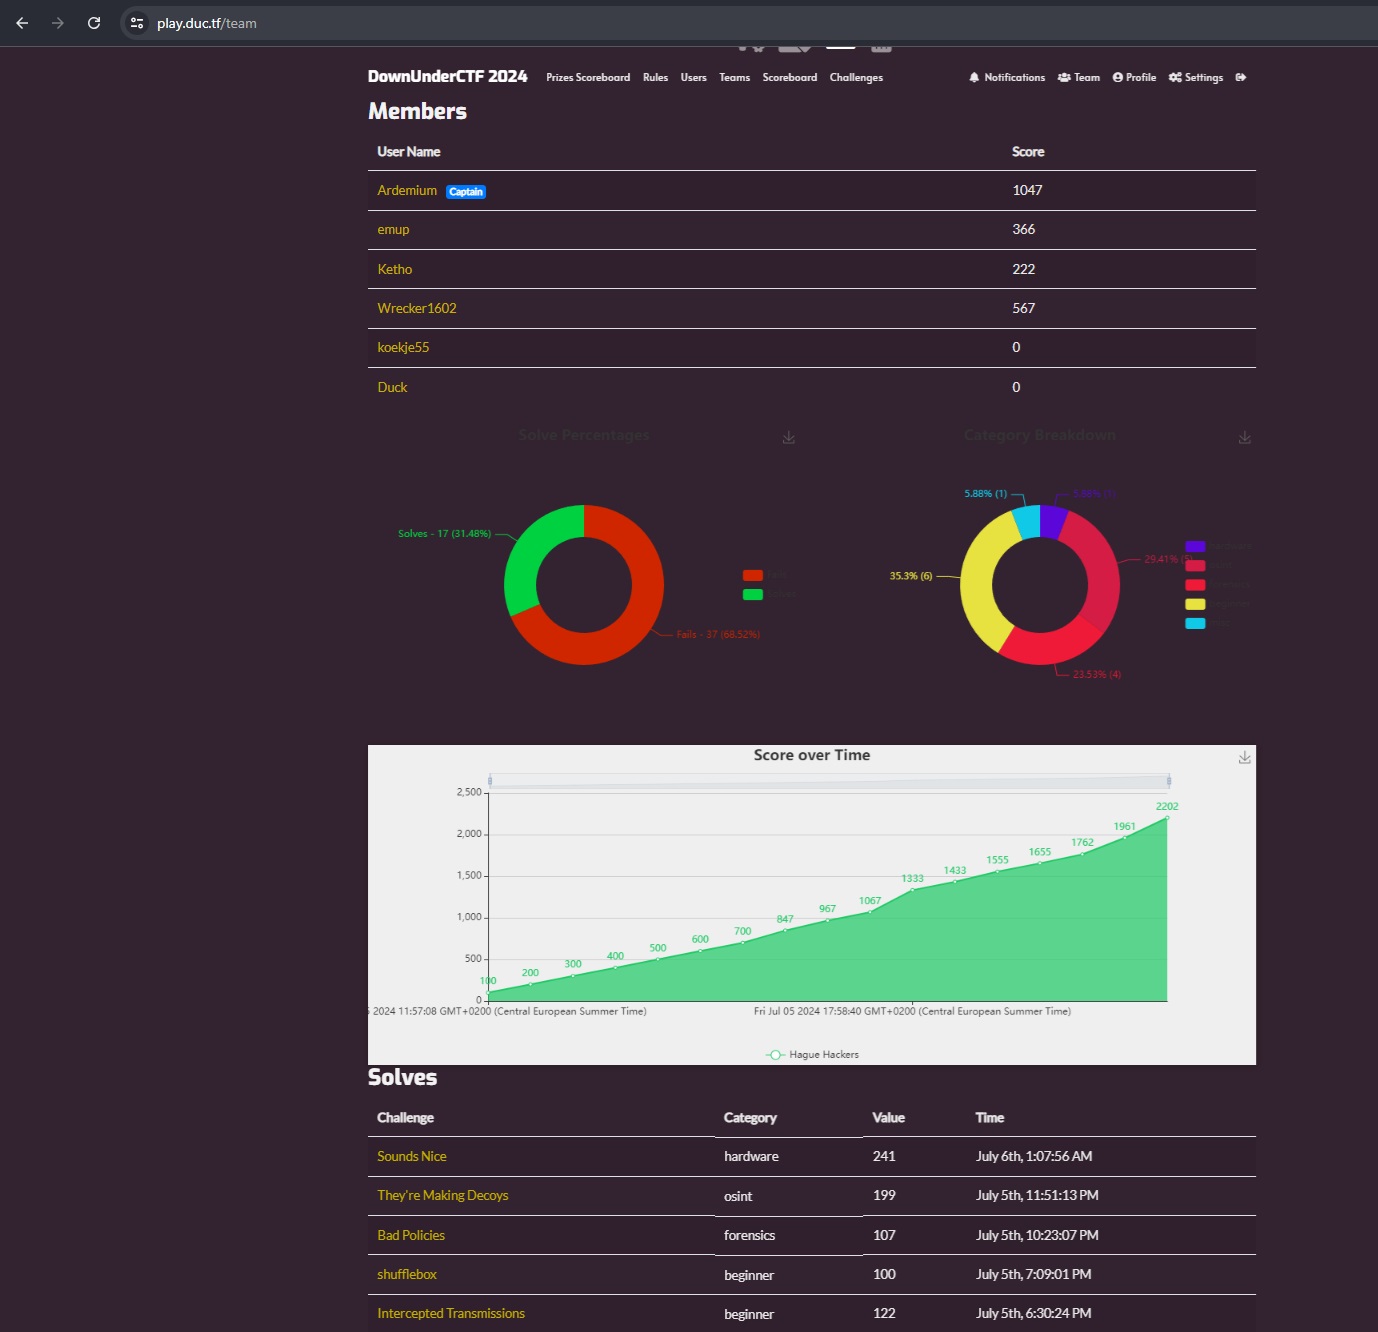 play.duc.tf/team
DownUnderCTF 2024 Prizes Scoreboard Rules Users Teams Scoreboard Challenges Notifications Team Profile Settings
Members
User Name Score
Ardemium Captain 1047
emup 366
Ketho 222
Wrecker1602 567
koekje55 0
Duck 0
Solve Percentages Category Breakdown
5.88% (1) 5.88% (1)
Solves - 17 (31.48%)
29.41% (5)
35.3% (6)
Fails - 37 (68.52%)
23.53% (4)
Score over Time
2,500
2,000
1,500
1,000
500
0
100 200 300 400 500 600 700 847 967 1067 1333 1433 1555 1655 1762 1961 2202
2024 11:57:08 GMT+0200 (Central European Summer Time) Fri Jul 05 2024 17:58:40 GMT+0200 (Central European Summer Time)
Hague Hackers
Solves
Challenge Category Value Time
Sounds Nice hardware 241 July 6th, 1:07:56 AM
They're Making Decoys osint 199 July 5th, 11:51:13 PM
Bad Policies forensics 107 July 5th, 10:23:07 PM
shufflebox beginner 100 July 5th, 7:09:01 PM
Intercepted Transmissions beginner 122 July 5th, 6:30:24 PM